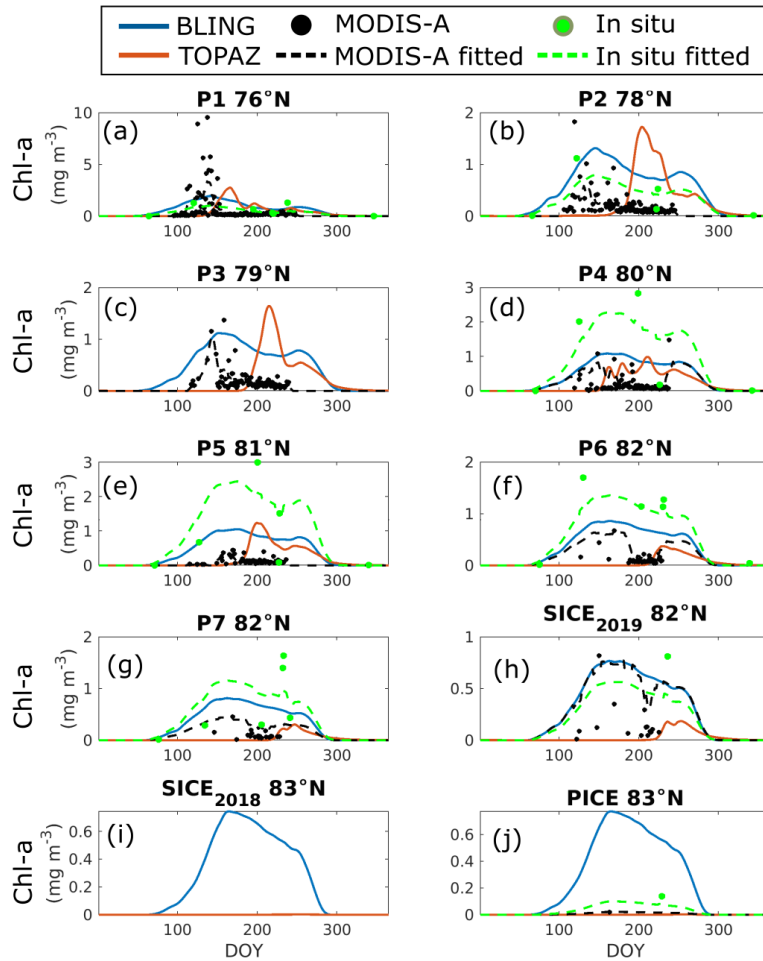 BLING MODIS-A In situ
TOPAZ MODIS-A fitted In situ fitted
P1 76°N P2 78°N
(a) (b)
Chl-a
(mg m⁻³)
10
5
0
2
1
0
100 200 300 100 200 300
P3 79°N P4 80°N
(c) (d)
Chl-a
(mg m⁻³)
2
1
0
2
1
0
100 200 300 100 200 300
P5 81°N P6 82°N
(e) (f)
Chl-a
(mg m⁻³)
3
2
1
0
2
1
0
100 200 300 100 200 300
P7 82°N SICE₂₀₁₉ 82°N
(g) (h)
Chl-a
(mg m⁻³)
2
1
0
1
0.5
0
100 200 300 100 200 300
SICE₂₀₁₈ 83°N PICE 83°N
(i) (j)
Chl-a
(mg m⁻³)
0.6
0.4
0.2
0
0.6
0.4
0.2
0
100 200 300 100 200 300
DOY DOY